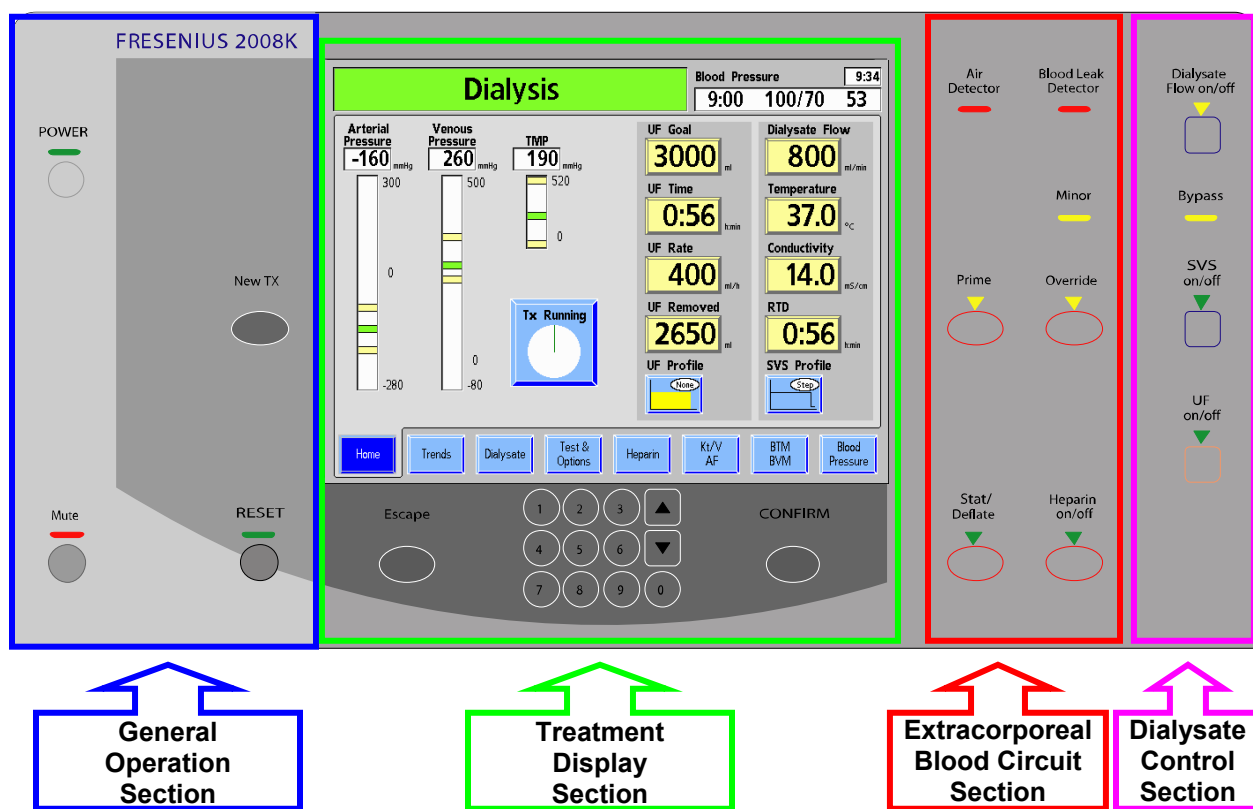 FRESENIUS 2008K
POWER
New TX
Mute
RESET
Dialysis
Blood Pressure
9:34
9:00 100/70 53
Arterial
Pressure
-160 mmHg
300
0
-280
Venous
Pressure
260 mmHg
500
0
-80
TMP
190 mmHg
520
0
Tx Running
UF Goal
3000 ml
UF Time
0:56 h:min
UF Rate
400 ml/h
UF Removed
2650 ml
UF Profile
None
Dialysate Flow
800 ml/min
Temperature
37.0 °C
Conductivity
14.0 mS/cm
RTD
0:56 h:min
SVS Profile
Step
Home
Trends
Dialysate
Test &
Options
Heparin
Kt/V
AF
BTM
BVM
Blood
Pressure
Escape
1 2 3
4 5 6
7 8 9 0
CONFIRM
Air
Detector
Blood Leak
Detector
Minor
Prime
Override
Stat/
Deflate
Heparin
on/off
Dialysate
Flow on/off
Bypass
SVS
on/off
UF
on/off
General
Operation
Section
Treatment
Display
Section
Extracorporeal
Blood Circuit
Section
Dialysate
Control
Section